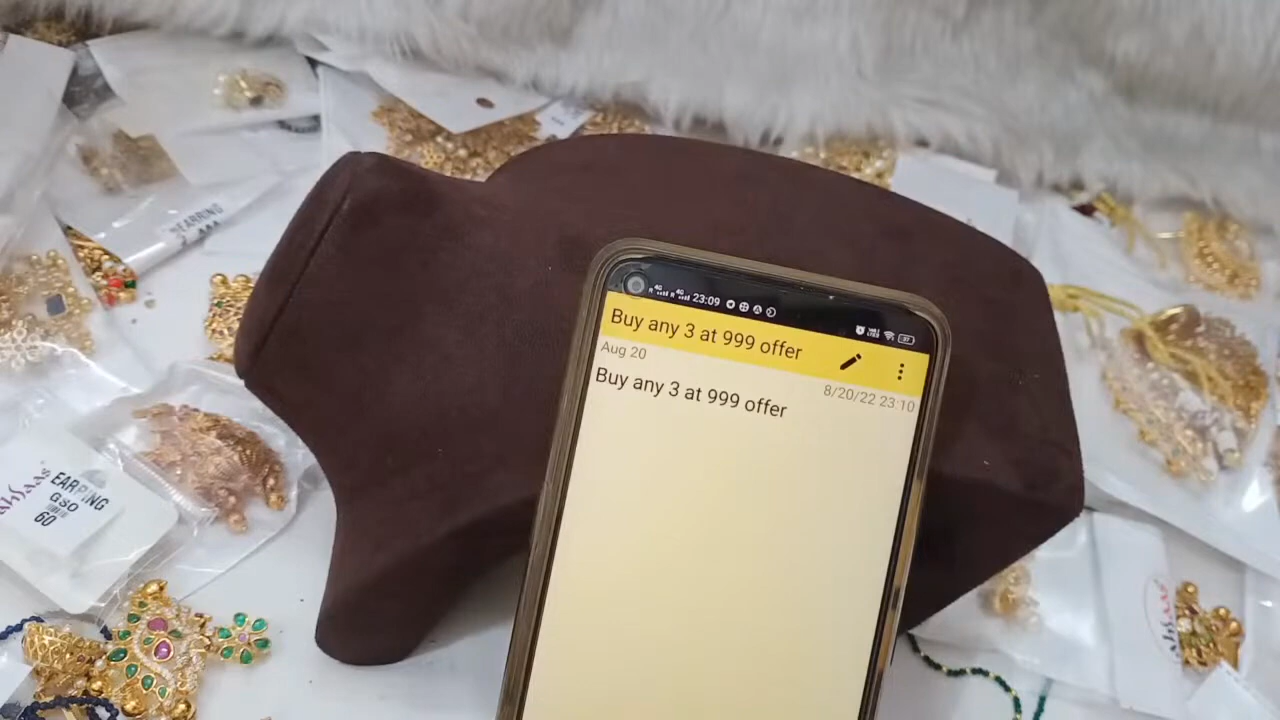 23:09
Buy any 3 at 999 offer
Aug 20
8/20/22 23:10
Buy any 3 at 999 offer
EARRING
EARRING
GSO
60